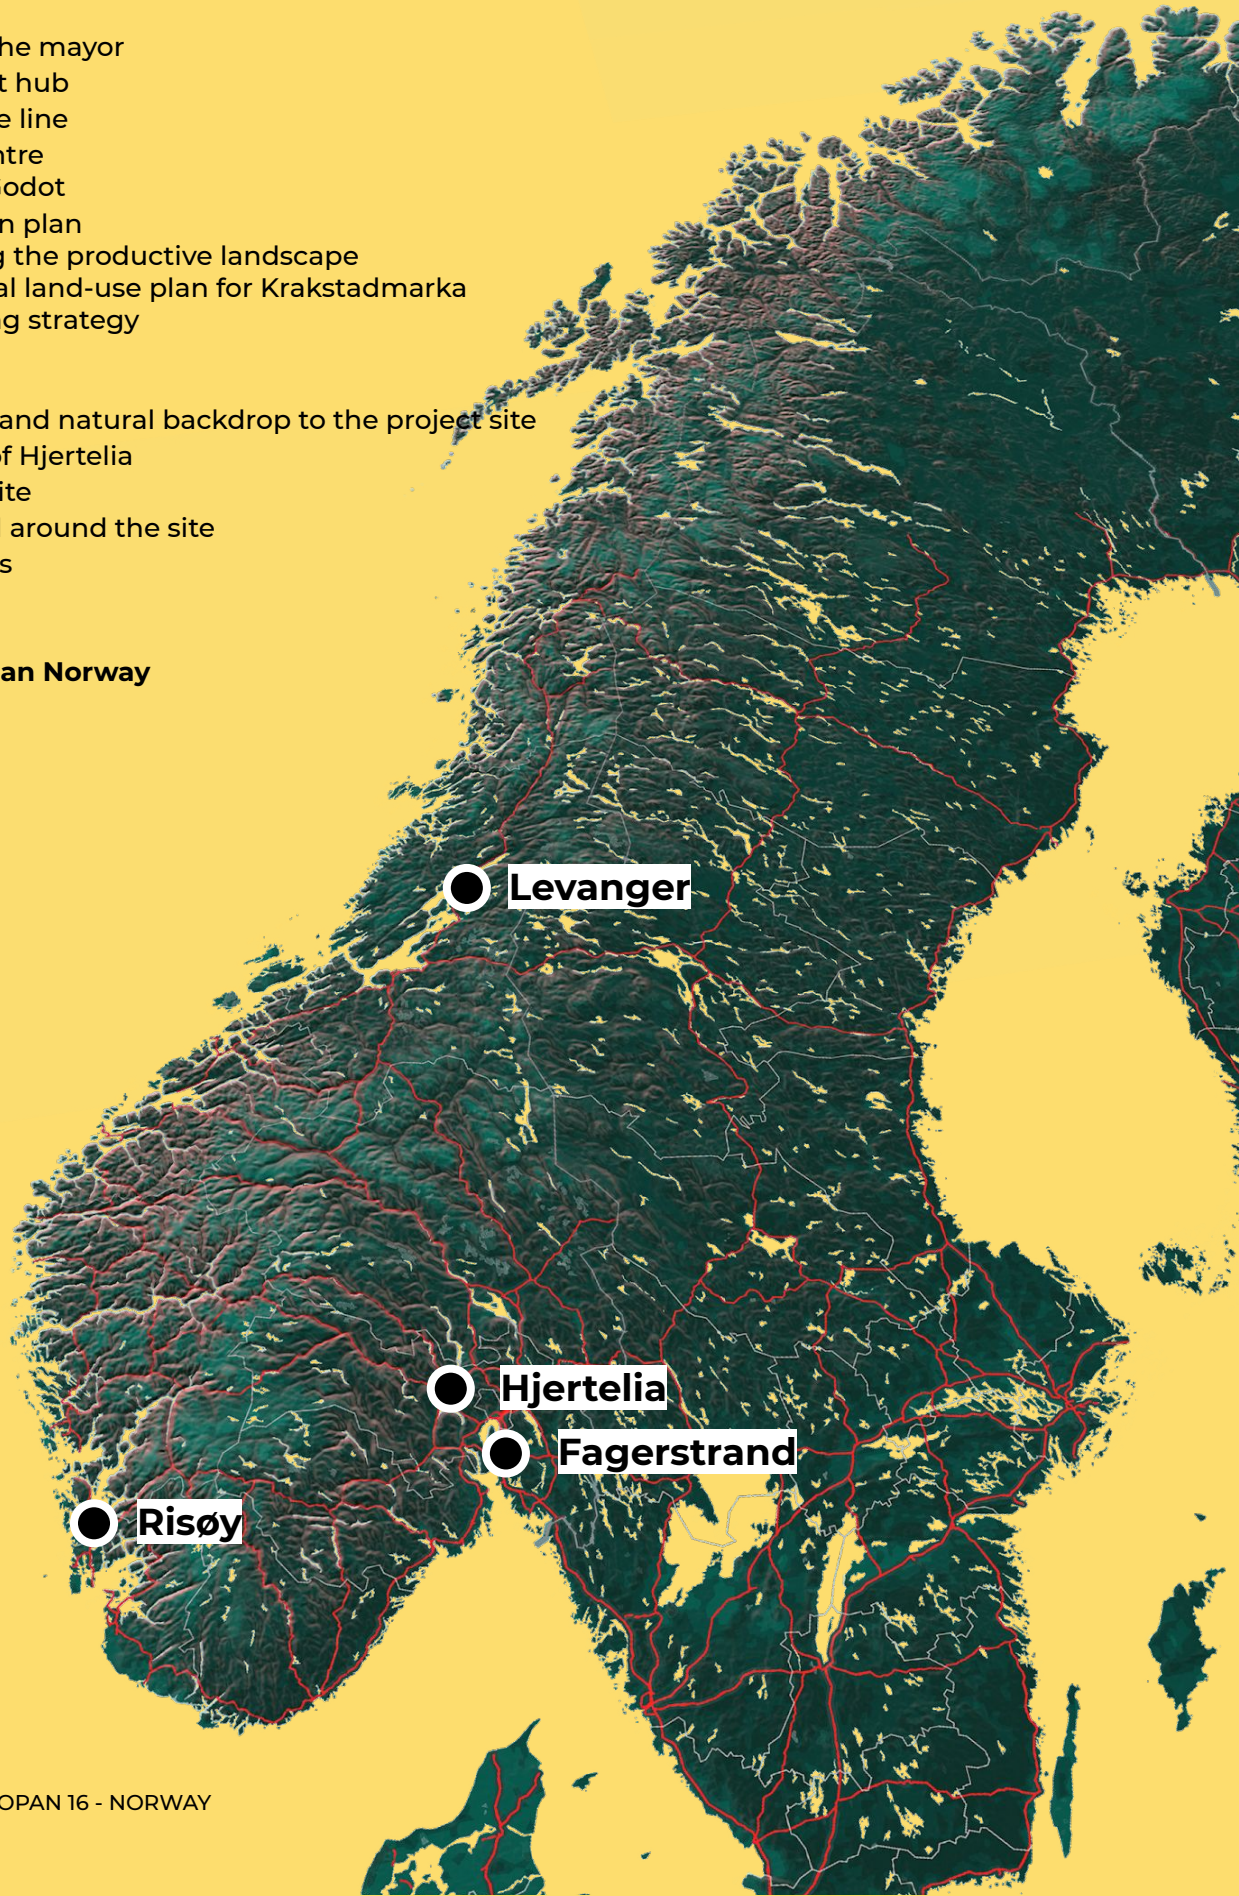 he mayor
t hub
e line
ntre
Godot
n plan
g the productive landscape
al land-use plan for Krakstadmarka
ng strategy
and natural backdrop to the project site
of Hjertelia
ite
around the site
s
an Norway
Levanger
Hjertelia
Fagerstrand
Risøy
OPAN 16 - NORWAY